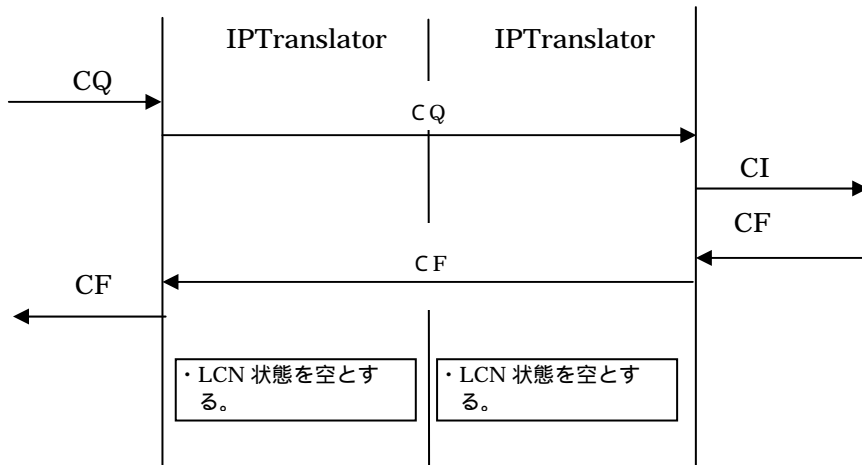 IPTranslator IPTranslator
CQ
CQ
CI
CF
CF
CF
・LCN 状態を空とす
る。
・LCN 状態を空とす
る。